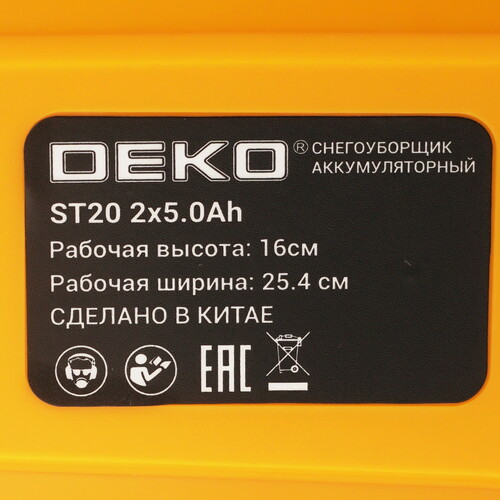 DEKO® СНЕГОУБОРЩИК
АККУМУЛЯТОРНЫЙ
ST20 2x5.0Ah
Рабочая высота: 16см
Рабочая ширина: 25.4 см
СДЕЛАНО В КИТАЕ
EAC